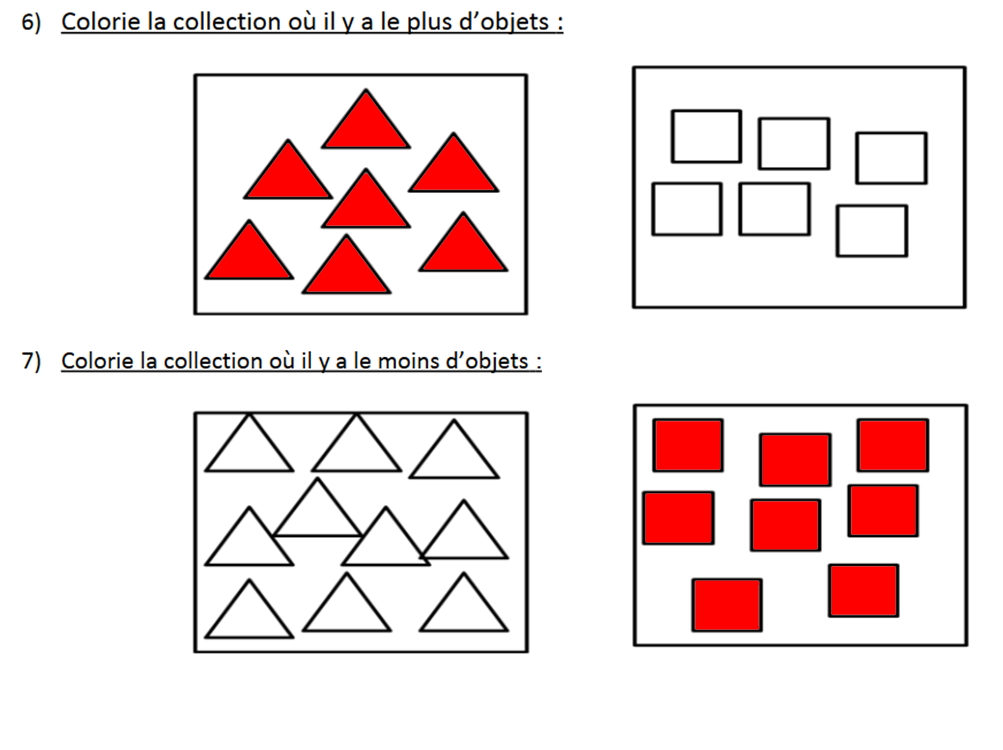 6) Colorie la collection où il y a le plus d’objets :
7) Colorie la collection où il y a le moins d’objets :